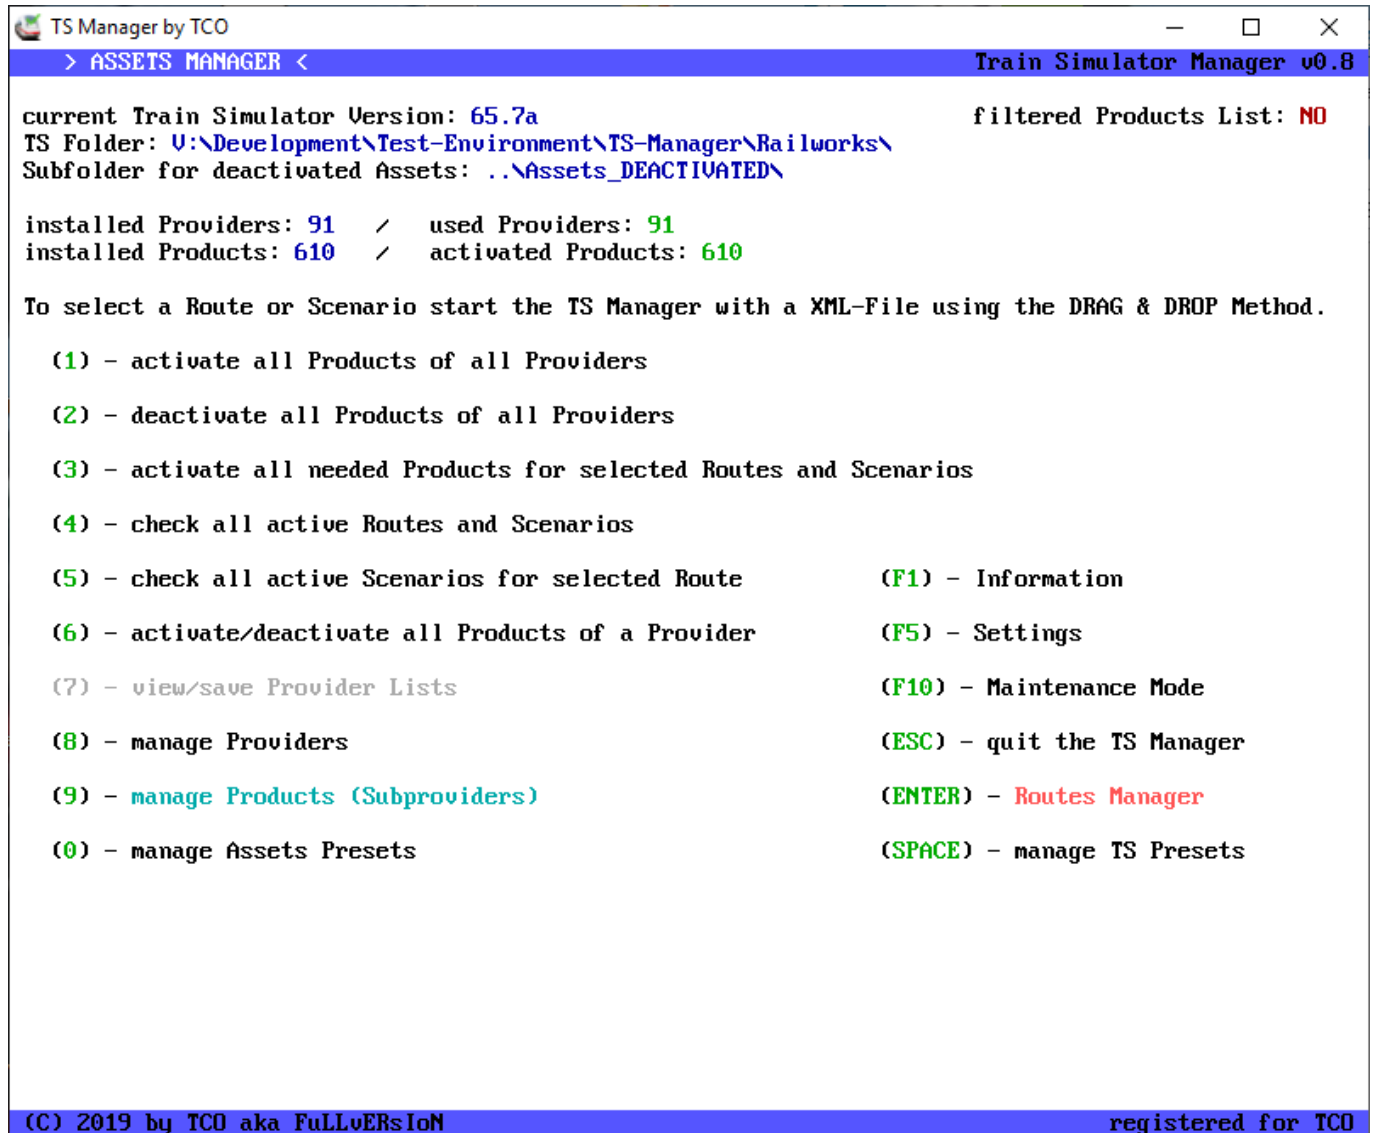 TS Manager by TCO
> ASSETS MANAGER < Train Simulator Manager v0.8
current Train Simulator Version: 65.7a filtered Products List: NO
TS Folder: V:\Development\Test-Environment\TS-Manager\Railworks\
Subfolder for deactivated Assets: ..\Assets_DEACTIVATED\
installed Providers: 91 / used Providers: 91
installed Products: 610 / activated Products: 610
To select a Route or Scenario start the TS Manager with a XML-File using the DRAG & DROP Method.
(1) - activate all Products of all Providers
(2) - deactivate all Products of all Providers
(3) - activate all needed Products for selected Routes and Scenarios
(4) - check all active Routes and Scenarios
(5) - check all active Scenarios for selected Route (F1) - Information
(6) - activate/deactivate all Products of a Provider (F5) - Settings
(7) - view/save Provider Lists (F10) - Maintenance Mode
(8) - manage Providers (ESC) - quit the TS Manager
(9) - manage Products (Subproviders) (ENTER) - Routes Manager
(0) - manage Assets Presets (SPACE) - manage TS Presets
(C) 2019 by TCO aka FuLLvERsIoN registered for TCO